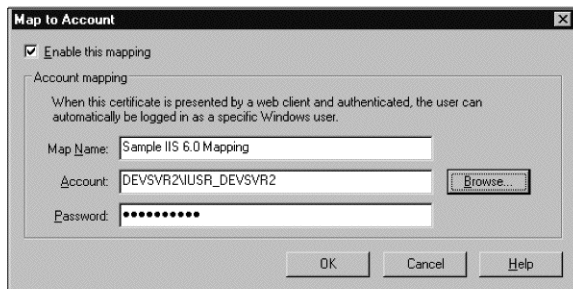 Map to Account
Enable this mapping
Account mapping
When this certificate is presented by a web client and authenticated, the user can
automatically be logged in as a specific Windows user.
Map Name: Sample IIS 6.0 Mapping
Account: DEVSVR2\IUSR_DEVSVR2 Browse...
Password: ●●●●●●●●●●
OK Cancel Help